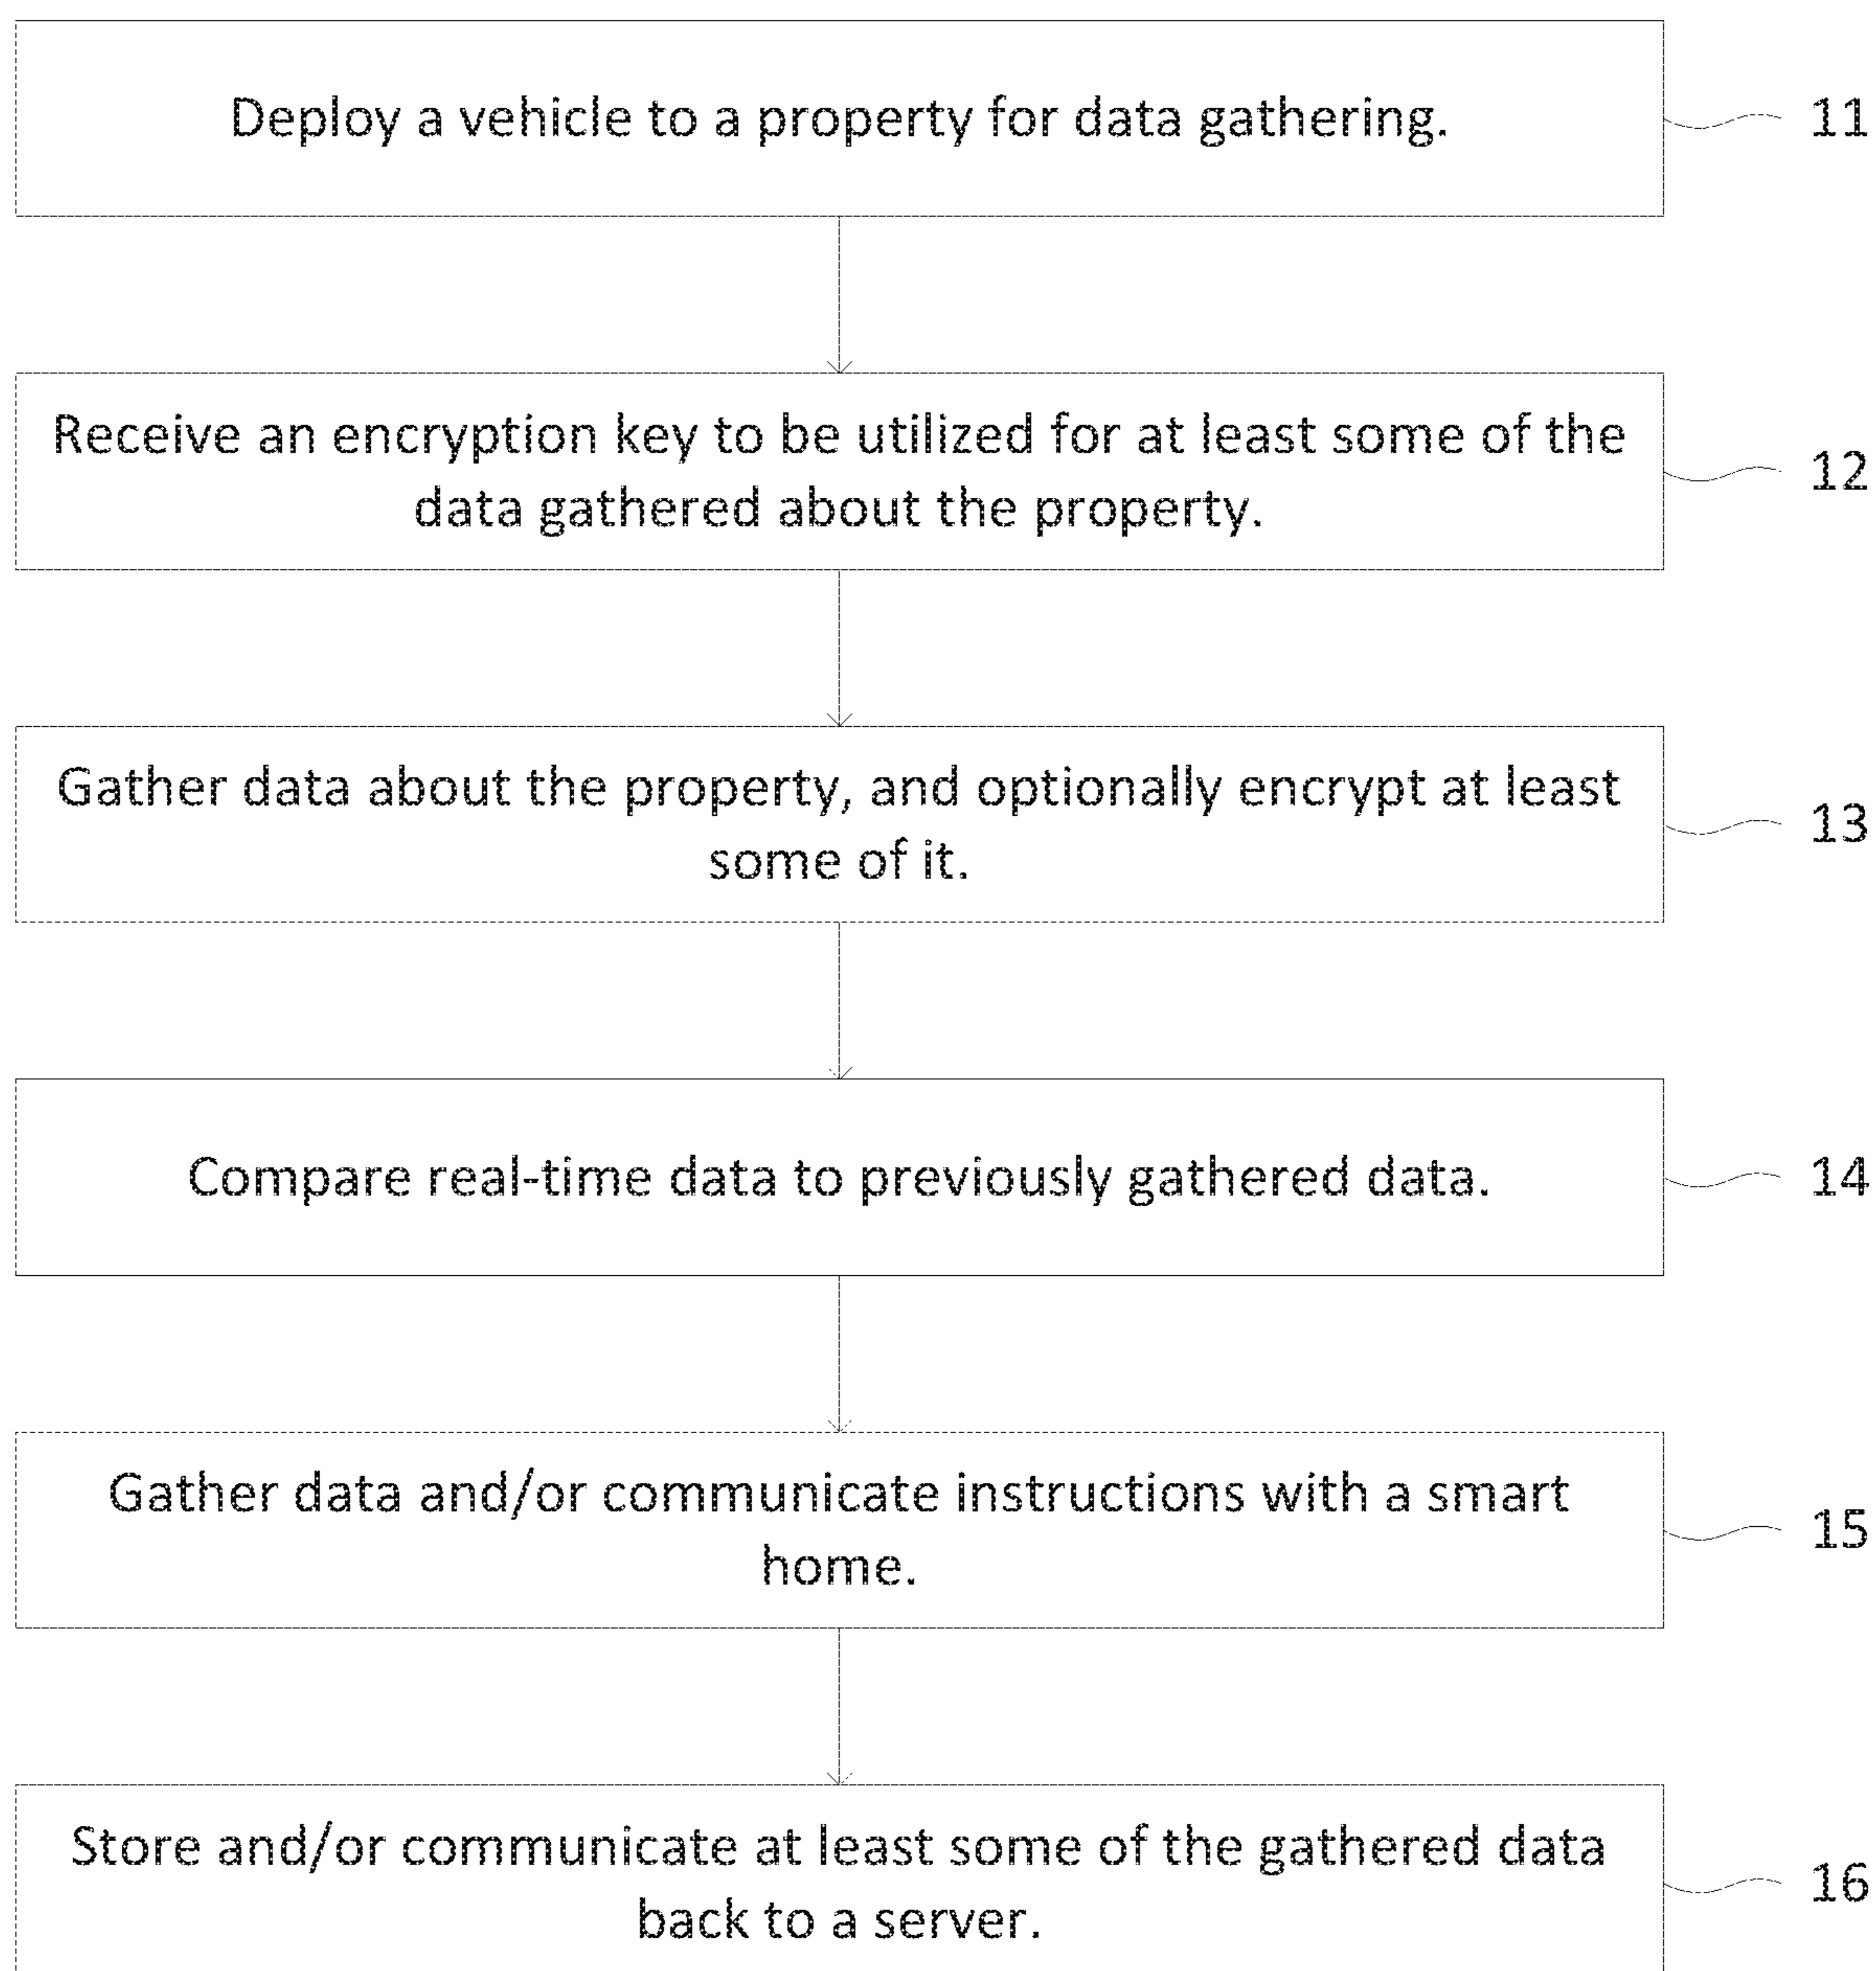 Deploy a vehicle to a property for data gathering.
11
Receive an encryption key to be utilized for at least some of the
data gathered about the property.
12
Gather data about the property, and optionally encrypt at least
some of it.
13
Compare real-time data to previously gathered data.
14
Gather data and/or communicate instructions with a smart
home.
15
Store and/or communicate at least some of the gathered data
back to a server.
16